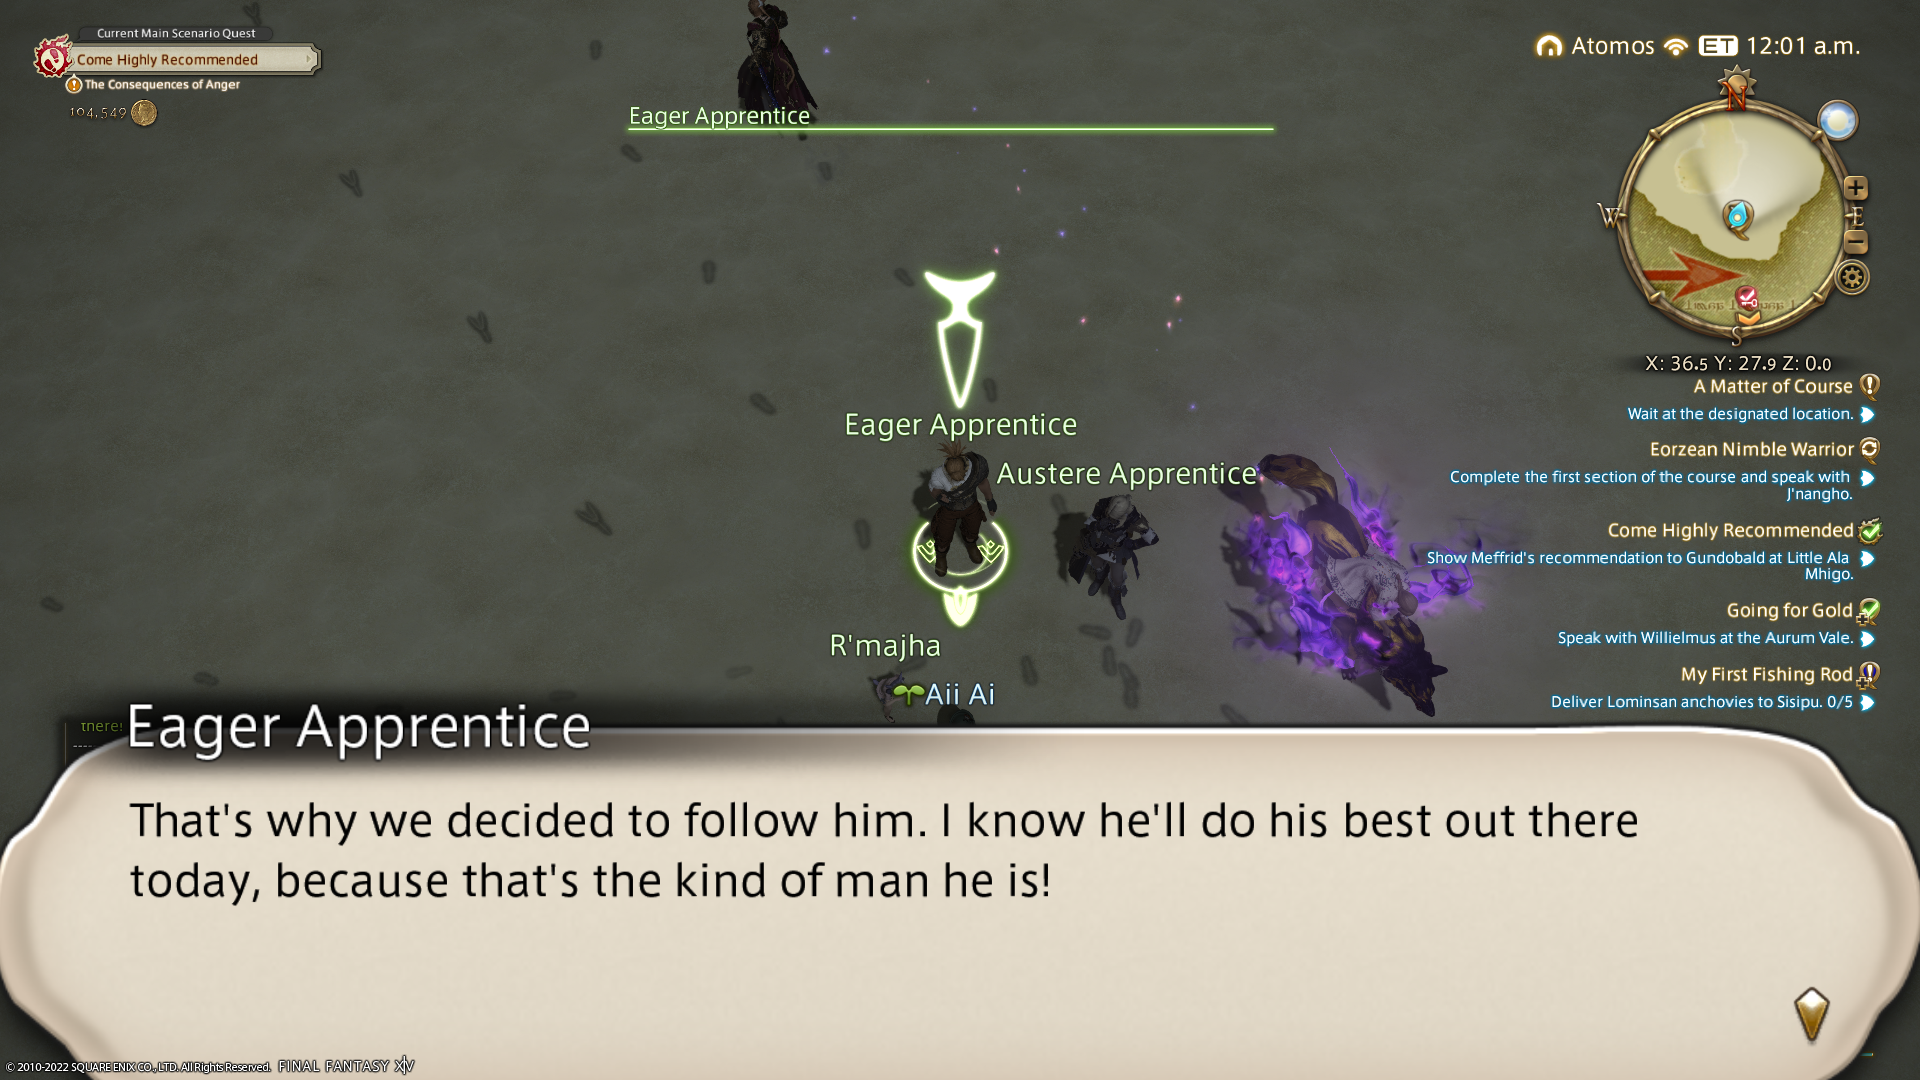 Current Main Scenario Quest
Come Highly Recommended
The Consequences of Anger
104,549
Atomos ET 12:01 a.m.
N
W
E
S
X: 36.5 Y: 27.9 Z: 0.0
A Matter of Course
Wait at the designated location.
Eorzean Nimble Warrior
Complete the first section of the course and speak with
J'nangho.
Come Highly Recommended
Show Meffrid's recommendation to Gundobald at Little Ala
Mhigo.
Going for Gold
Speak with Willielmus at the Aurum Vale.
My First Fishing Rod
Deliver Lominsan anchovies to Sisipu. 0/5
Eager Apprentice
Eager Apprentice
Austere Apprentice
R'majha
Aii Ai
there!
Eager Apprentice
That's why we decided to follow him. I know he'll do his best out there
today, because that's the kind of man he is!
© 2010-2022 SQUARE ENIX CO., LTD. All Rights Reserved. FINAL FANTASY XIV